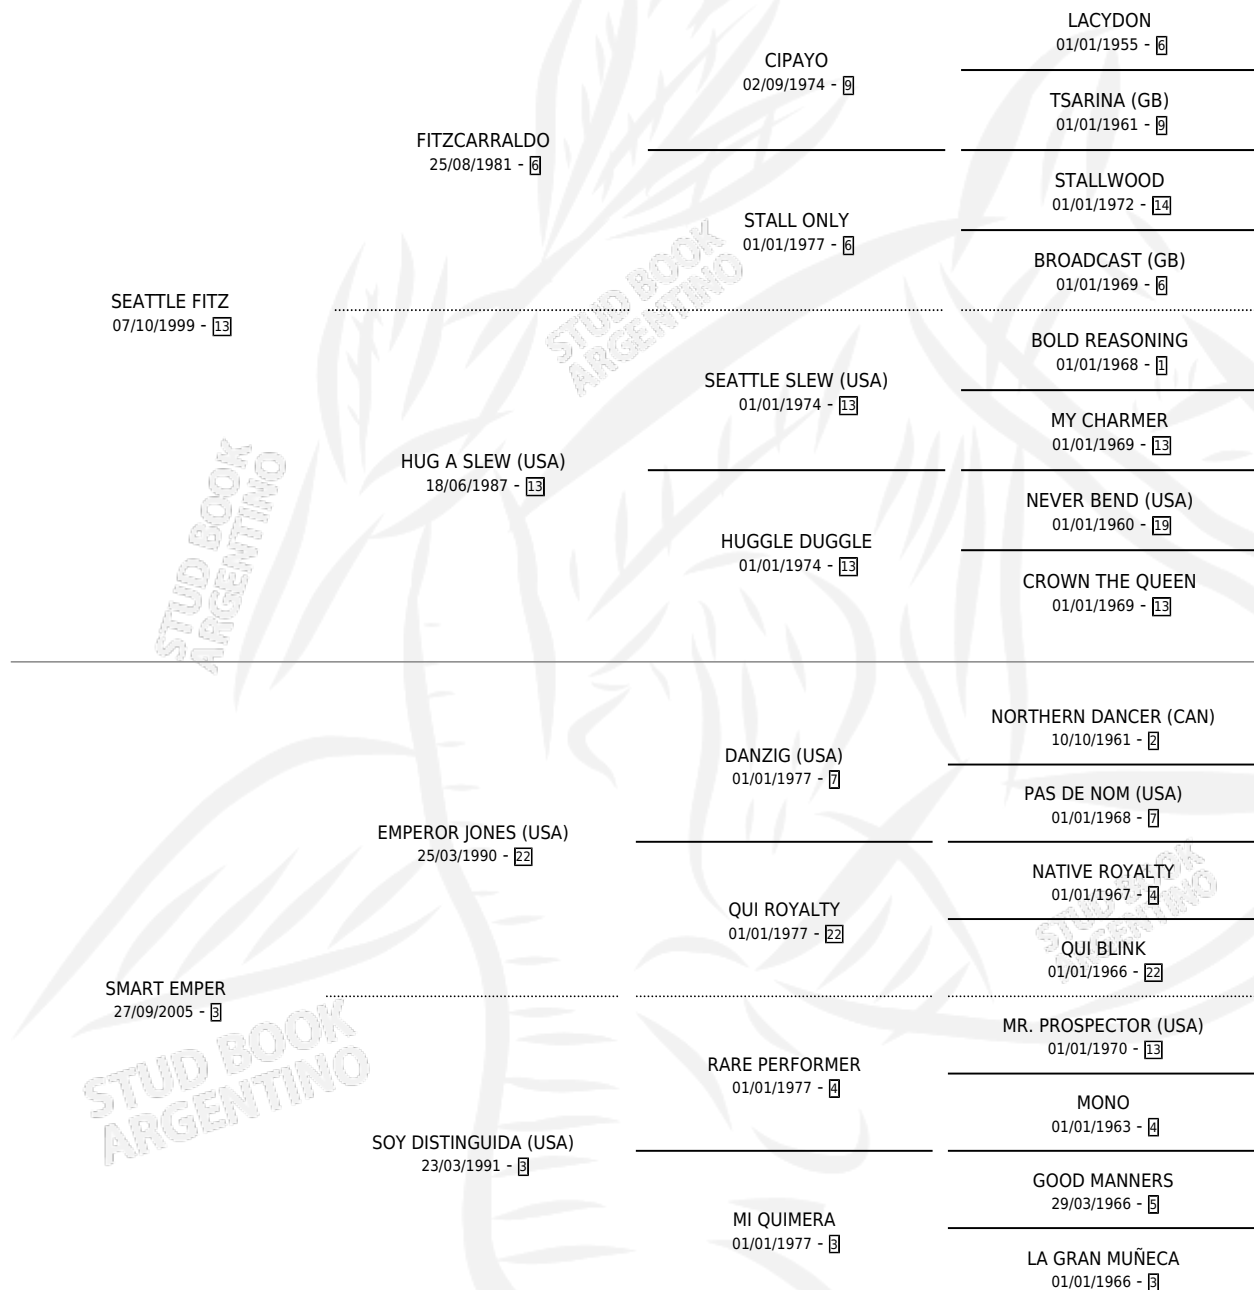 LACYDON
01/01/1955 - 6
CIPAYO
02/09/1974 - 9
TSARINA (GB)
01/01/1961 - 9
FITZCARRALDO
25/08/1981 - 6
STALLWOOD
01/01/1972 - 14
STALL ONLY
01/01/1977 - 6
BROADCAST (GB)
01/01/1969 - 6
SEATTLE FITZ
07/10/1999 - 13
BOLD REASONING
01/01/1968 - 1
SEATTLE SLEW (USA)
01/01/1974 - 13
MY CHARMER
01/01/1969 - 13
HUG A SLEW (USA)
18/06/1987 - 13
NEVER BEND (USA)
01/01/1960 - 19
HUGGLE DUGGLE
01/01/1974 - 13
CROWN THE QUEEN
01/01/1969 - 13
NORTHERN DANCER (CAN)
10/10/1961 - 2
DANZIG (USA)
01/01/1977 - 7
PAS DE NOM (USA)
01/01/1968 - 7
EMPEROR JONES (USA)
25/03/1990 - 22
NATIVE ROYALTY
01/01/1967 - 4
QUI ROYALTY
01/01/1977 - 22
QUI BLINK
01/01/1966 - 22
SMART EMPER
27/09/2005 - 3
MR. PROSPECTOR (USA)
01/01/1970 - 13
RARE PERFORMER
01/01/1977 - 4
MONO
01/01/1963 - 4
SOY DISTINGUIDA (USA)
23/03/1991 - 3
GOOD MANNERS
29/03/1966 - 5
MI QUIMERA
01/01/1977 - 3
LA GRAN MUÑECA
01/01/1966 - 3
STUD BOOK
ARGENTINO
STUD BOOK
ARGENTINO
STUD BOOK
ARGENTINO
STUD BOOK
ARGENTINO